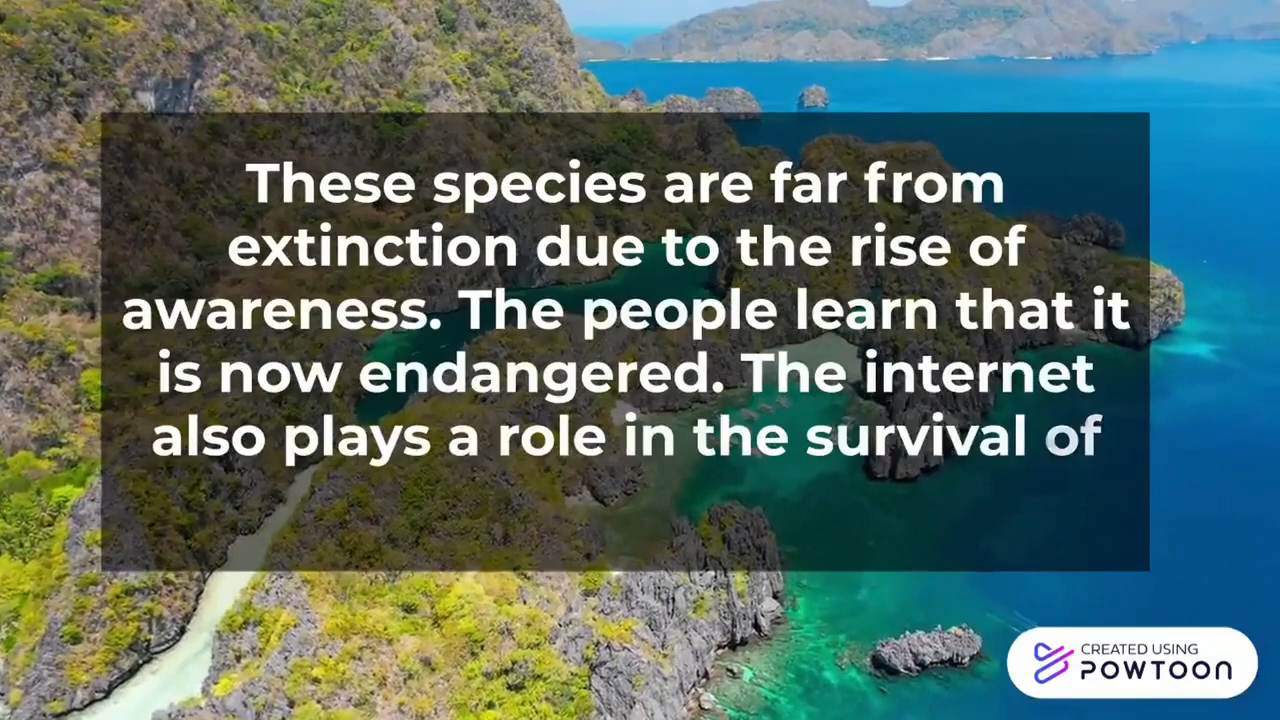 These species are far from
extinction due to the rise of
awareness. The people learn that it
is now endangered. The internet
also plays a role in the survival of
CREATED USING
POWTOON